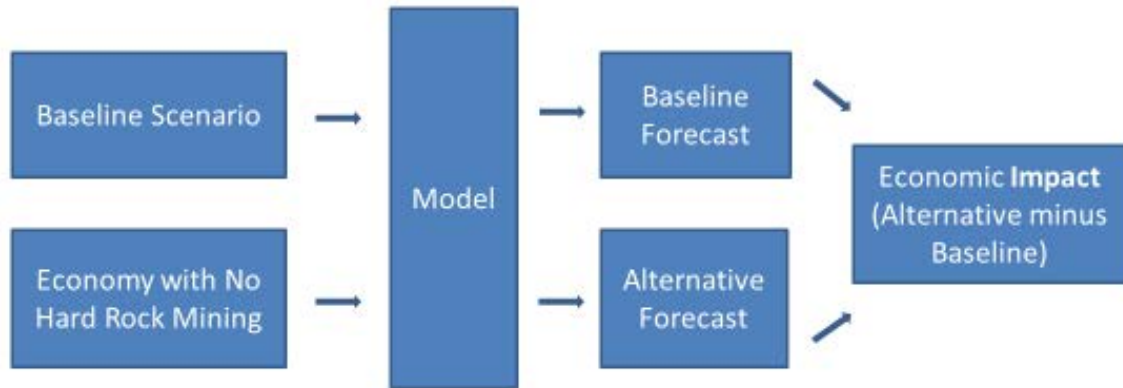 Baseline Scenario
Economy with No
Hard Rock Mining
Model
Baseline
Forecast
Alternative
Forecast
Economic Impact
(Alternative minus
Baseline)